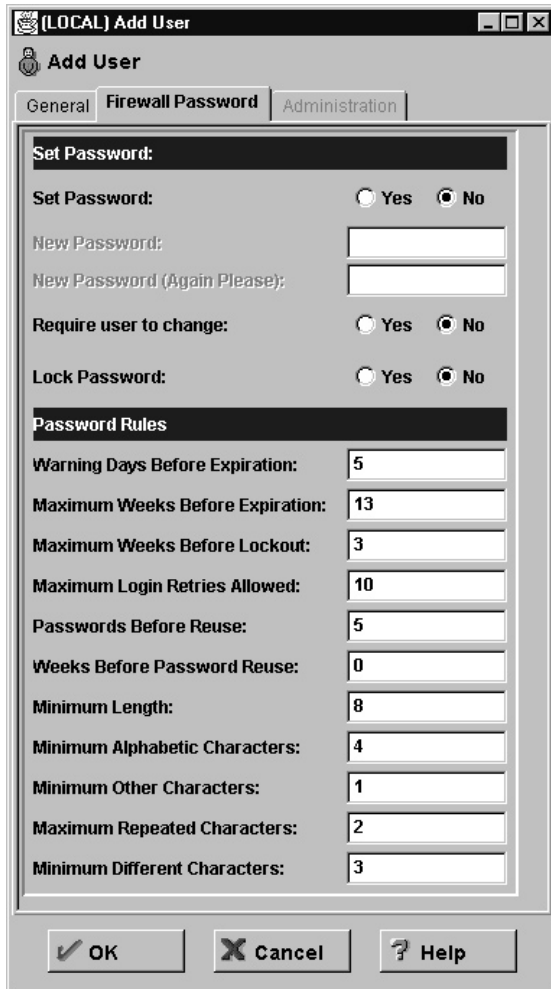 (LOCAL) Add User
Add User
General Firewall Password Administration
Set Password:
Set Password: Yes No
New Password:
New Password (Again Please):
Require user to change: Yes No
Lock Password: Yes No
Password Rules
Warning Days Before Expiration: 5
Maximum Weeks Before Expiration: 13
Maximum Weeks Before Lockout: 3
Maximum Login Retries Allowed: 10
Passwords Before Reuse: 5
Weeks Before Password Reuse: 0
Minimum Length: 8
Minimum Alphabetic Characters: 4
Minimum Other Characters: 1
Maximum Repeated Characters: 2
Minimum Different Characters: 3
OK Cancel ? Help